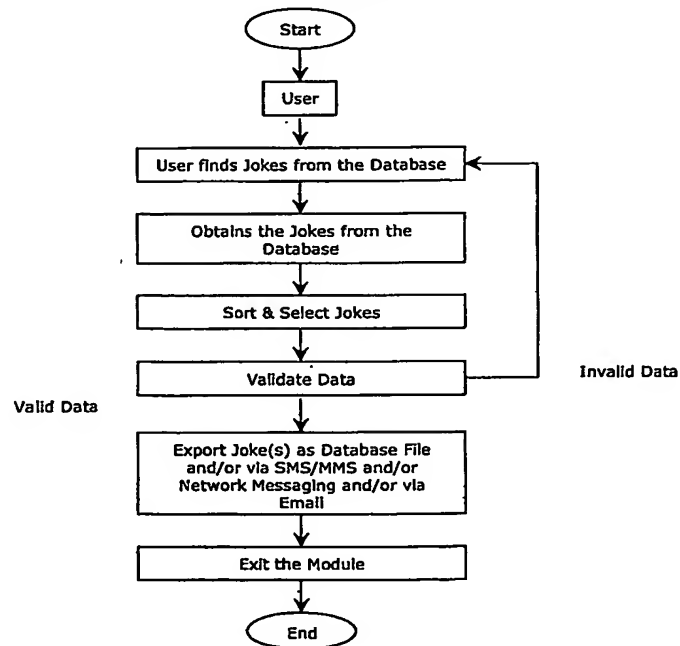 Start
User
User finds Jokes from the Database
Obtains the Jokes from the
Database
Sort & Select Jokes
Validate Data
Invalid Data
Valid Data
Export Joke(s) as Database File
and/or via SMS/MMS and/or
Network Messaging and/or via
Email
Exit the Module
End